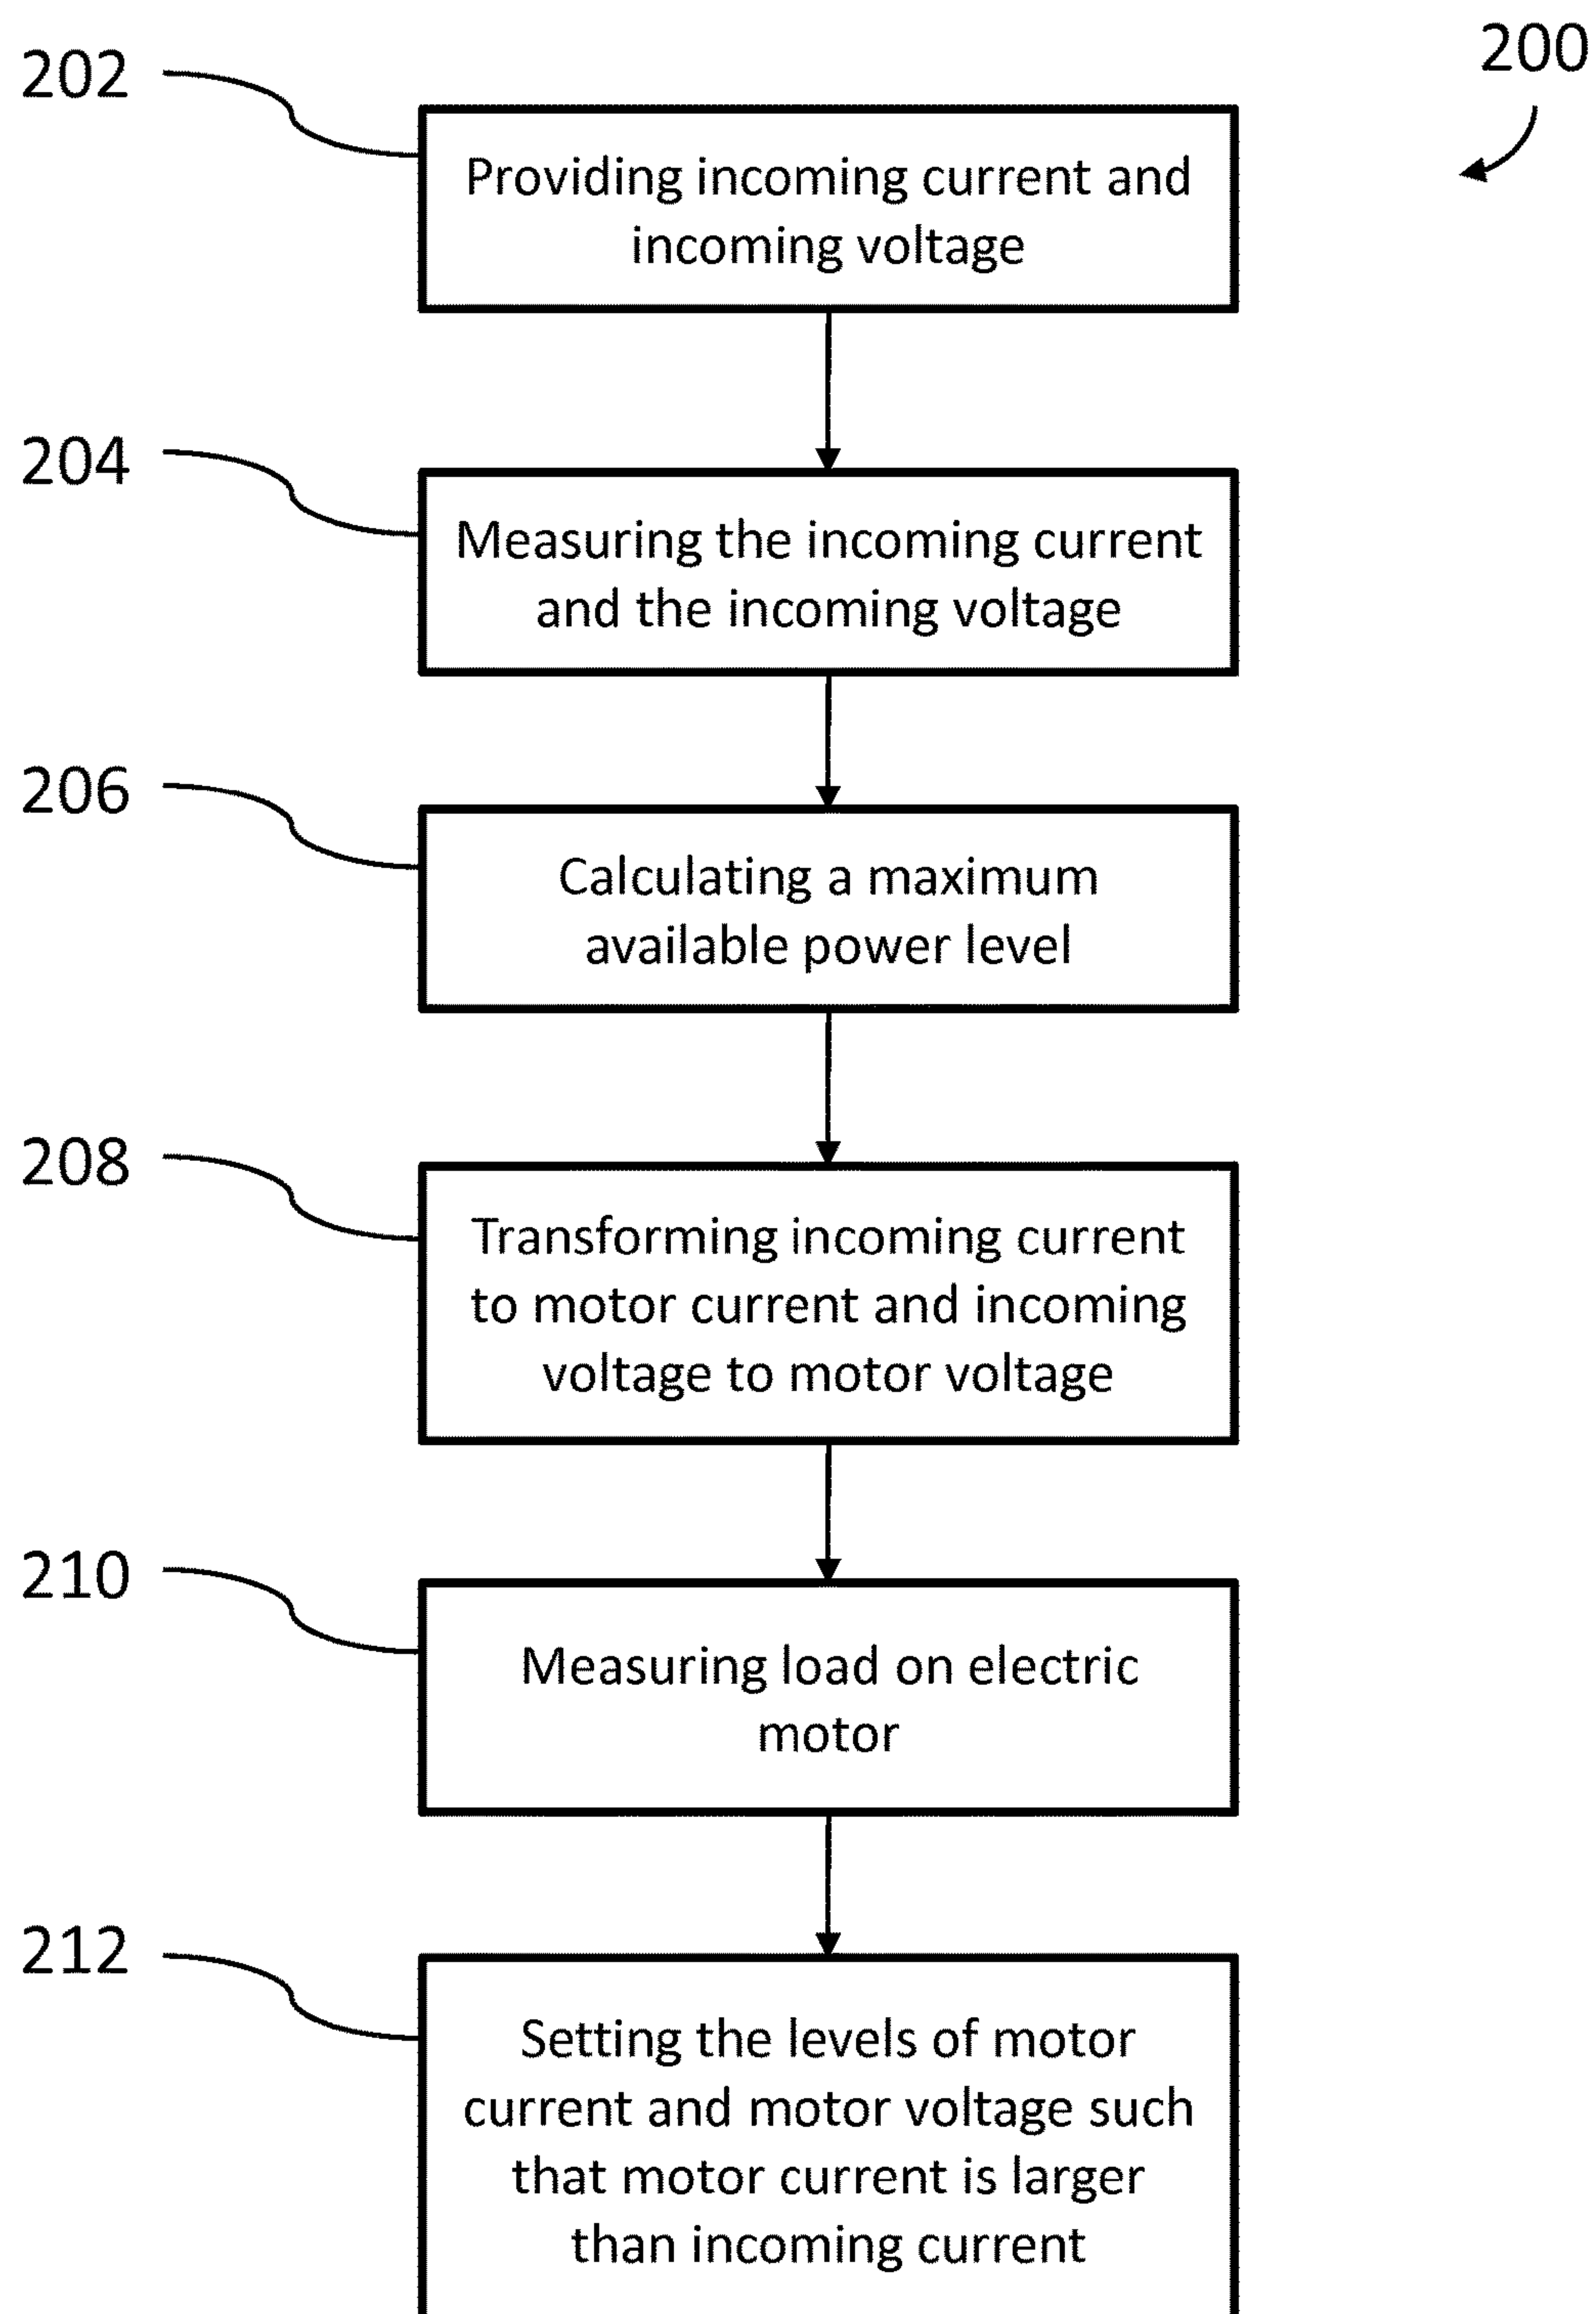 200
202
Providing incoming current and
incoming voltage
204
Measuring the incoming current
and the incoming voltage
206
Calculating a maximum
available power level
208
Transforming incoming current
to motor current and incoming
voltage to motor voltage
210
Measuring load on electric
motor
212
Setting the levels of motor
current and motor voltage such
that motor current is larger
than incoming current